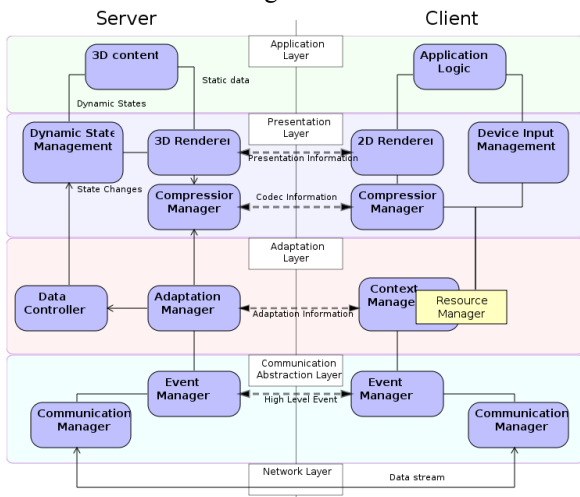 Server
Client
Application
Layer
3D content
Application
Logic
Static data
Dynamic States
Presentation
Layer
Dynamic State
Management
3D Renderer
2D Renderer
Device Input
Management
Presentation Information
State Changes
Compressior
Manager
Codec Information
Compressior
Manager
Adaptation
Layer
Data
Controller
Adaptation
Manager
Adaptation Information
Context
Manage
Resource
Manager
Communication
Abstraction Layer
Event
Manager
Event
Manager
High Level Event
Communication
Manager
Communication
Manager
Network Layer
Data stream